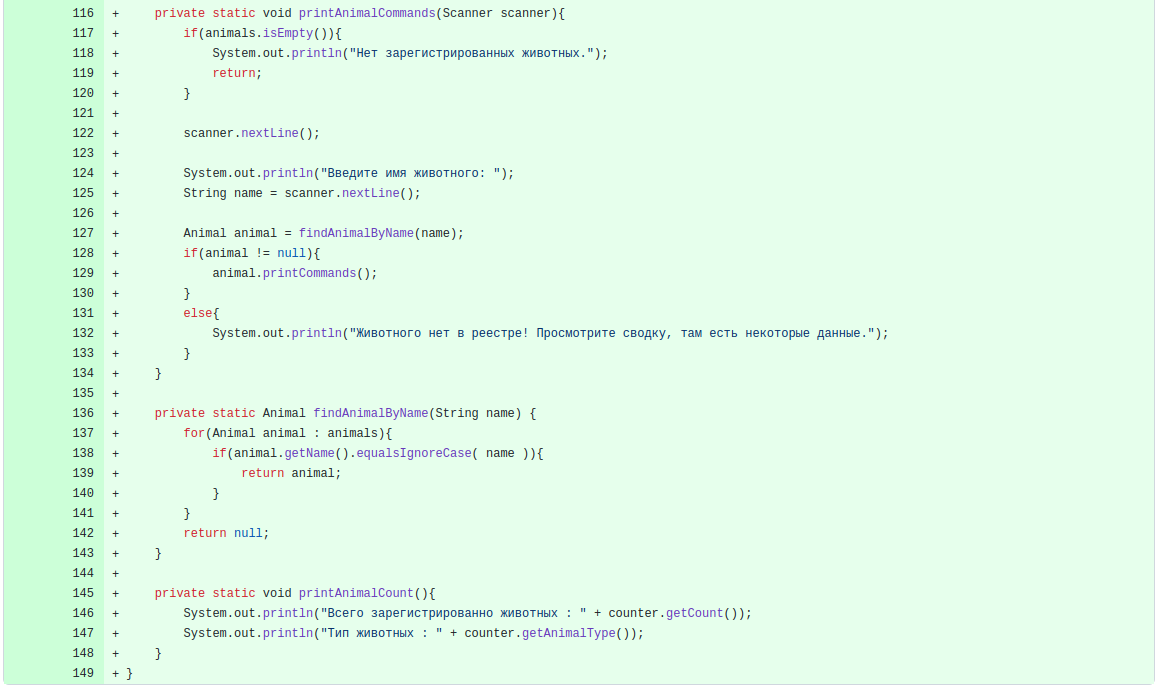 116 +     private static void printAnimalCommands(Scanner scanner){
117 +         if(animals.isEmpty()){
118 +             System.out.println("Нет зарегистрированных животных.");
119 +             return;
120 +         }
121 +
122 +         scanner.nextLine();
123 +
124 +         System.out.println("Введите имя животного: ");
125 +         String name = scanner.nextLine();
126 +
127 +         Animal animal = findAnimalByName(name);
128 +         if(animal != null){
129 +             animal.printCommands();
130 +         }
131 +         else{
132 +             System.out.println("Животного нет в реестре! Просмотрите сводку, там есть некоторые данные.");
133 +         }
134 +     }
135 +
136 +     private static Animal findAnimalByName(String name) {
137 +         for(Animal animal : animals){
138 +             if(animal.getName().equalsIgnoreCase( name )){
139 +                 return animal;
140 +             }
141 +         }
142 +         return null;
143 +     }
144 +
145 +     private static void printAnimalCount(){
146 +         System.out.println("Всего зарегистрированно животных : " + counter.getCount());
147 +         System.out.println("Тип животных : " + counter.getAnimalType());
148 +     }
149 + }